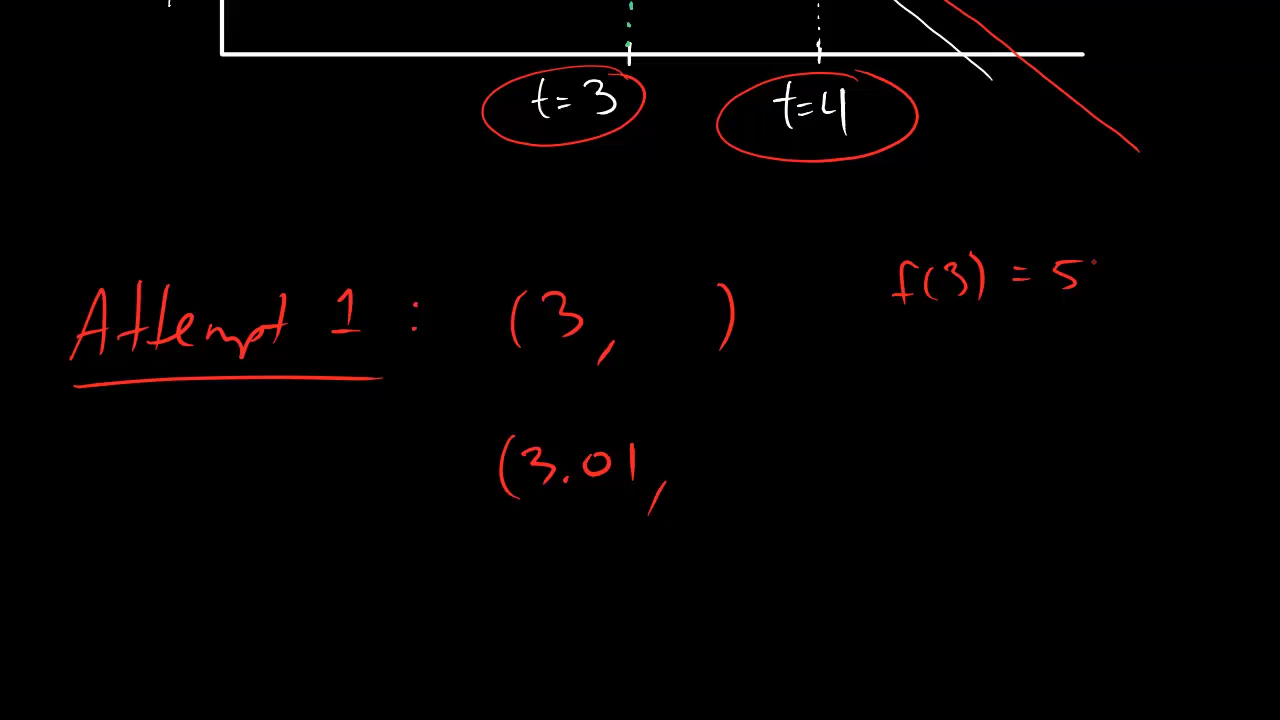 t=3 t=4
f(3) = 5
Attempt 1 : (3, )
(3.01,